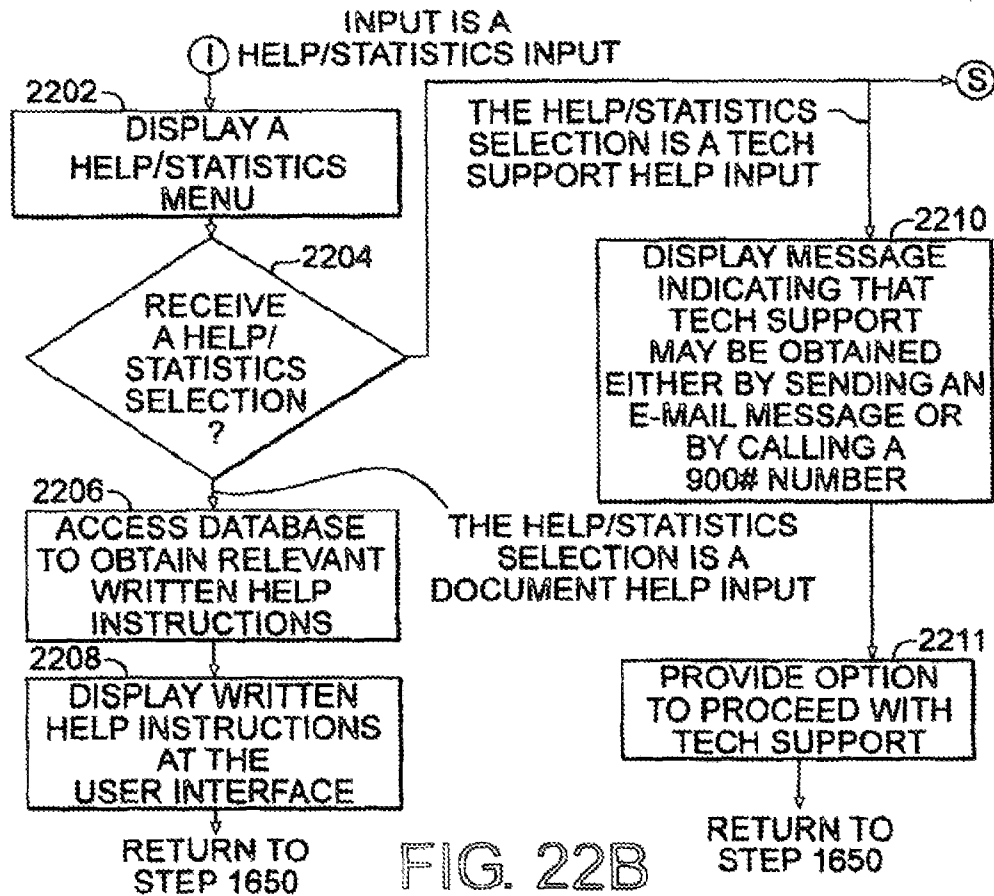 INPUT IS A
HELP/STATISTICS INPUT
I
S
2202
DISPLAY A
HELP/STATISTICS
MENU
THE HELP/STATISTICS
SELECTION IS A TECH
SUPPORT HELP INPUT
2204
RECEIVE
A HELP/
STATISTICS
SELECTION
?
2210
DISPLAY MESSAGE
INDICATING THAT
TECH SUPPORT
MAY BE OBTAINED
EITHER BY SENDING AN
E-MAIL MESSAGE OR
BY CALLING A
900# NUMBER
2206
ACCESS DATABASE
TO OBTAIN RELEVANT
WRITTEN HELP
INSTRUCTIONS
THE HELP/STATISTICS
SELECTION IS A
DOCUMENT HELP INPUT
2208
DISPLAY WRITTEN
HELP INSTRUCTIONS
AT THE
USER INTERFACE
2211
PROVIDE OPTION
TO PROCEED WITH
TECH SUPPORT
RETURN TO
STEP 1650
RETURN TO
STEP 1650
FIG. 22B